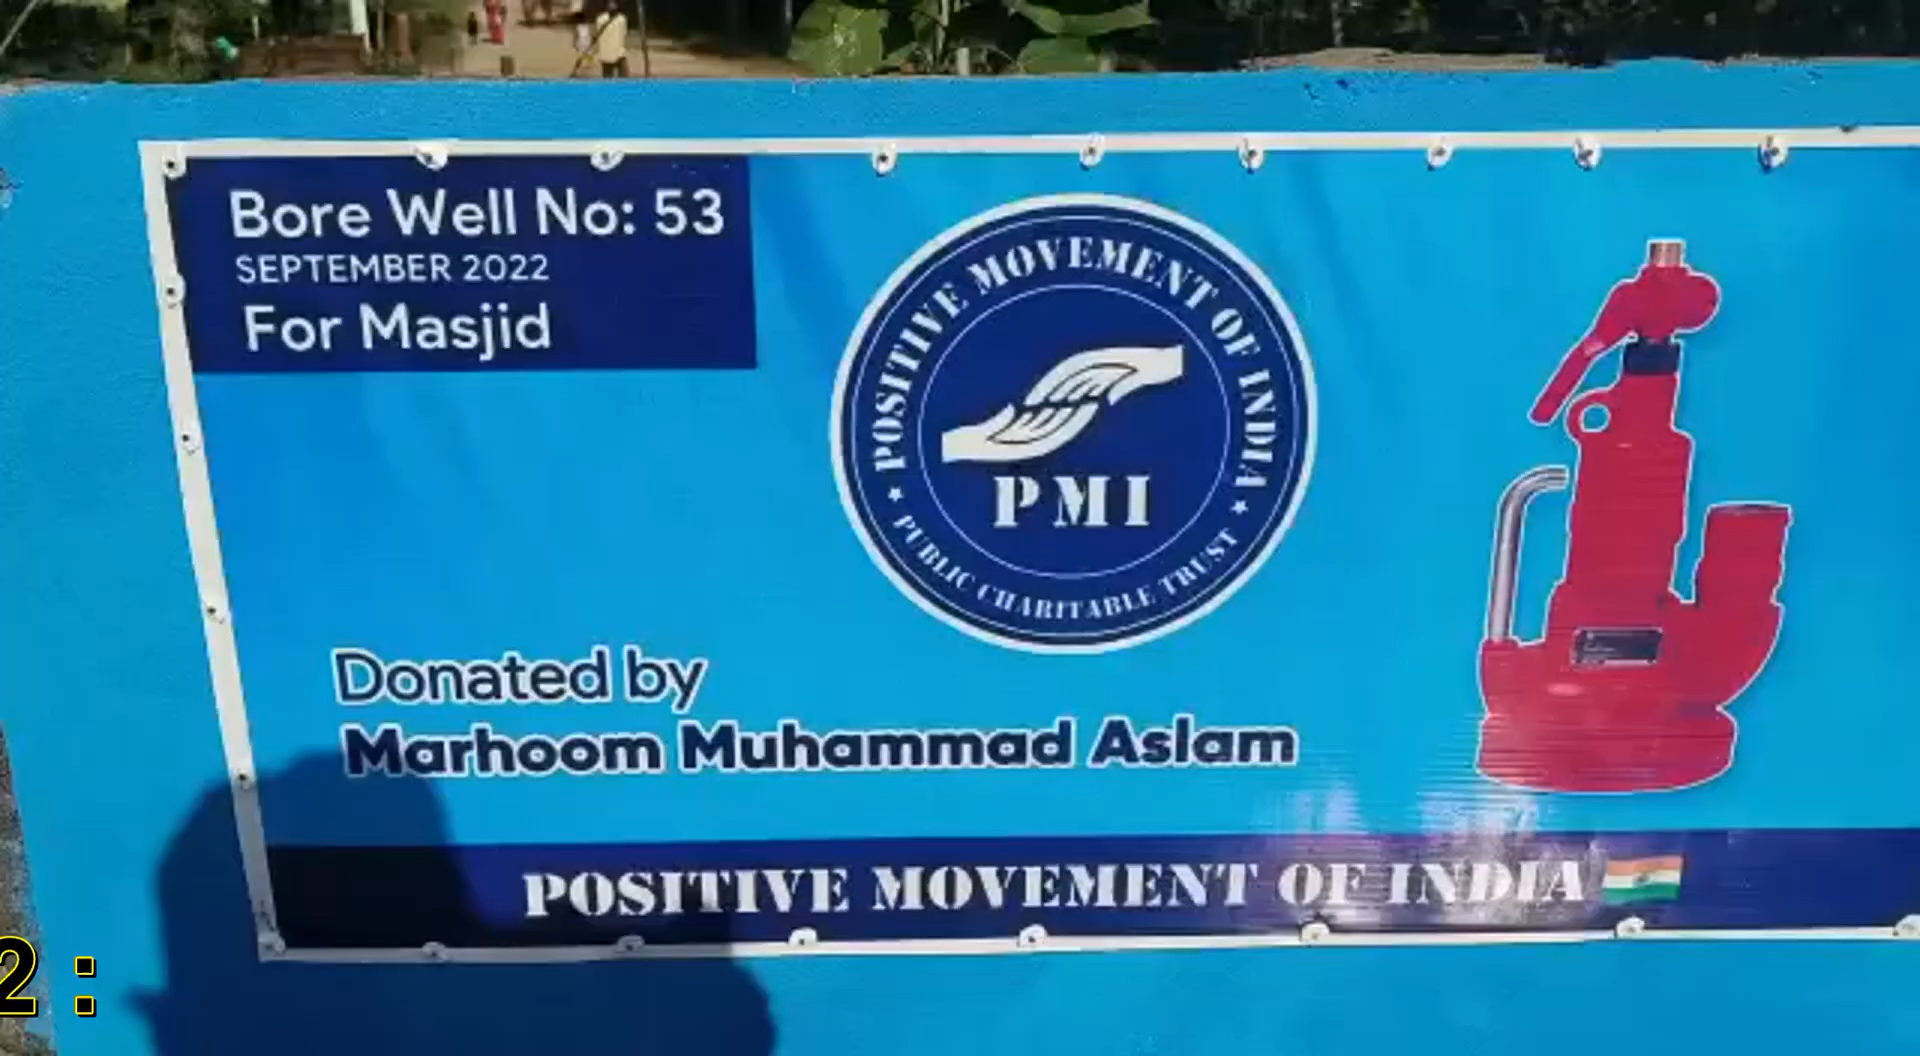 Bore Well No: 53
SEPTEMBER 2022
For Masjid
POSITIVE MOVEMENT OF INDIA
PMI
PUBLIC CHARITABLE TRUST
Donated by
Marhoom Muhammad Aslam
POSITIVE MOVEMENT OF INDIA
2 :